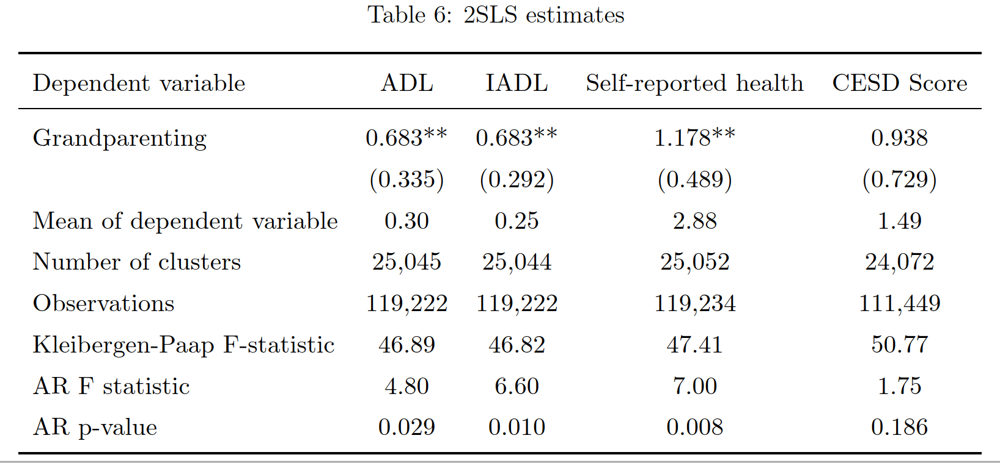 Table 6: 2SLS estimates
Dependent variable ADL IADL Self-reported health CESD Score
Grandparenting 0.683** 0.683** 1.178** 0.938
(0.335) (0.292) (0.489) (0.729)
Mean of dependent variable 0.30 0.25 2.88 1.49
Number of clusters 25,045 25,044 25,052 24,072
Observations 119,222 119,222 119,234 111,449
Kleibergen-Paap F-statistic 46.89 46.82 47.41 50.77
AR F statistic 4.80 6.60 7.00 1.75
AR p-value 0.029 0.010 0.008 0.186